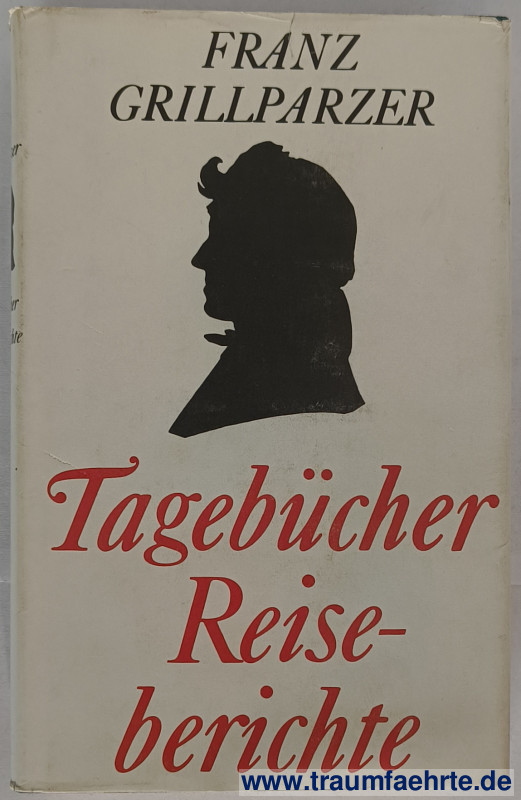 FRANZ
GRILLPARZER
Tagebücher
Reise-
berichte
www.traumfaehrte.de